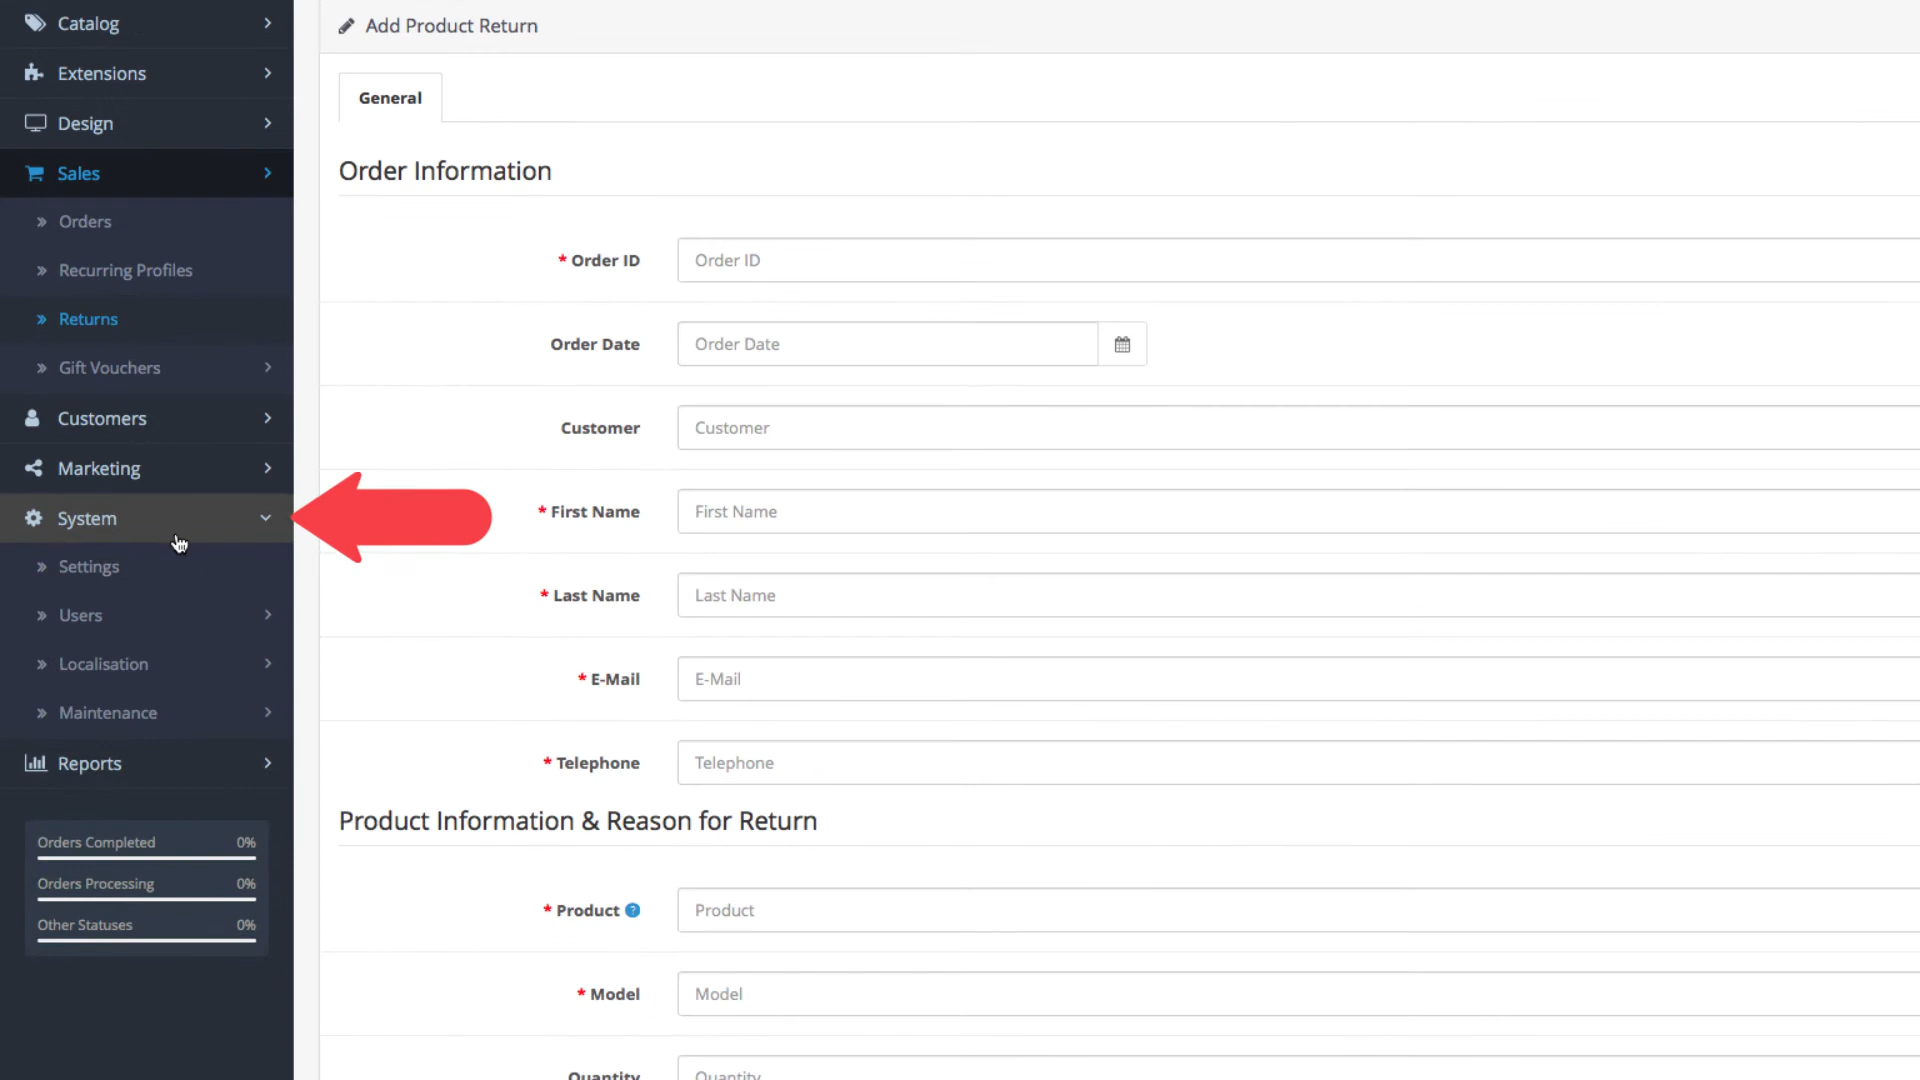 Catalog
Extensions
Design
Sales
Orders
Recurring Profiles
Returns
Gift Vouchers
Customers
Marketing
System
Settings
Users
Localisation
Maintenance
Reports
Orders Completed 0%
Orders Processing 0%
Other Statuses 0%
Add Product Return
General
Order Information
* Order ID Order ID
Order Date Order Date
Customer Customer
* First Name First Name
* Last Name Last Name
* E-Mail E-Mail
* Telephone Telephone
Product Information & Reason for Return
* Product ? Product
* Model Model
Quantity Quantity